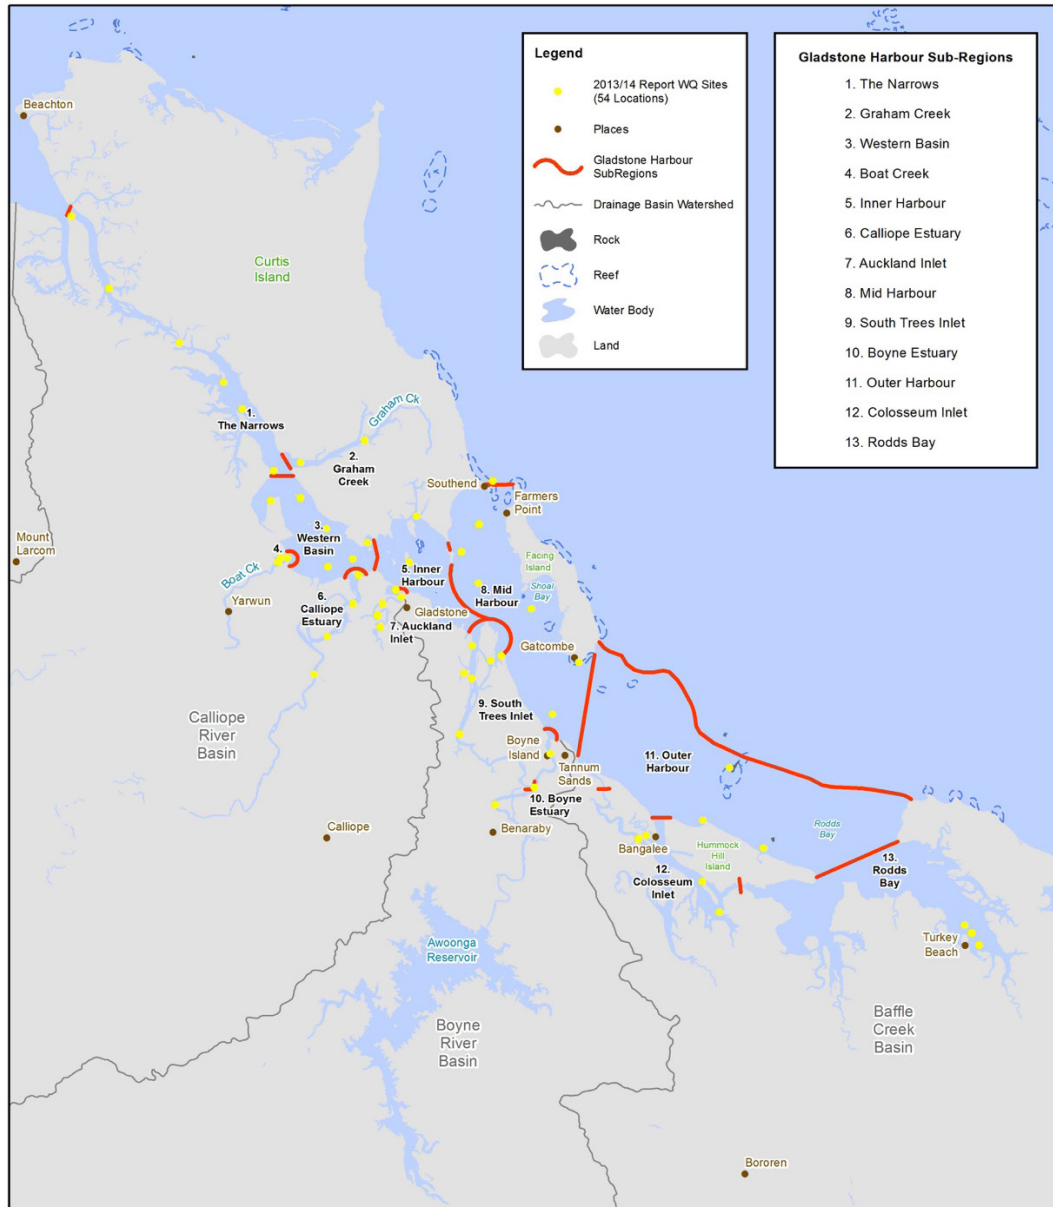 Legend
2013/14 Report WQ Sites
(54 Locations)
Places
Gladstone Harbour
SubRegions
Drainage Basin Watershed
Rock
Reef
Water Body
Land
Gladstone Harbour Sub-Regions
1. The Narrows
2. Graham Creek
3. Western Basin
4. Boat Creek
5. Inner Harbour
6. Calliope Estuary
7. Auckland Inlet
8. Mid Harbour
9. South Trees Inlet
10. Boyne Estuary
11. Outer Harbour
12. Colosseum Inlet
13. Rodds Bay
Beachton
Curtis
Island
Graham Ck
1.
The Narrows
2.
Graham
Creek
Southend
Farmers
Point
Mount
Larcom
3.
Western
Basin
4.
Boat Ck
Yarwun
5. Inner
Harbour
Facing
Island
Shoal
Bay
8. Mid
Harbour
6.
Calliope
Estuary
Gladstone
7. Auckland
Inlet
Gatcombe
Calliope
River
Basin
9. South
Trees Inlet
Boyne
Island
Tannum
Sands
11. Outer
Harbour
10. Boyne
Estuary
Calliope
Benaraby
Bangalee
Hummock
Hill
Island
Rodds
Bay
12.
Colosseum
Inlet
13.
Rodds
Bay
Turkey
Beach
Awoonga
Reservoir
Boyne
River
Basin
Baffle
Creek
Basin
Bororen